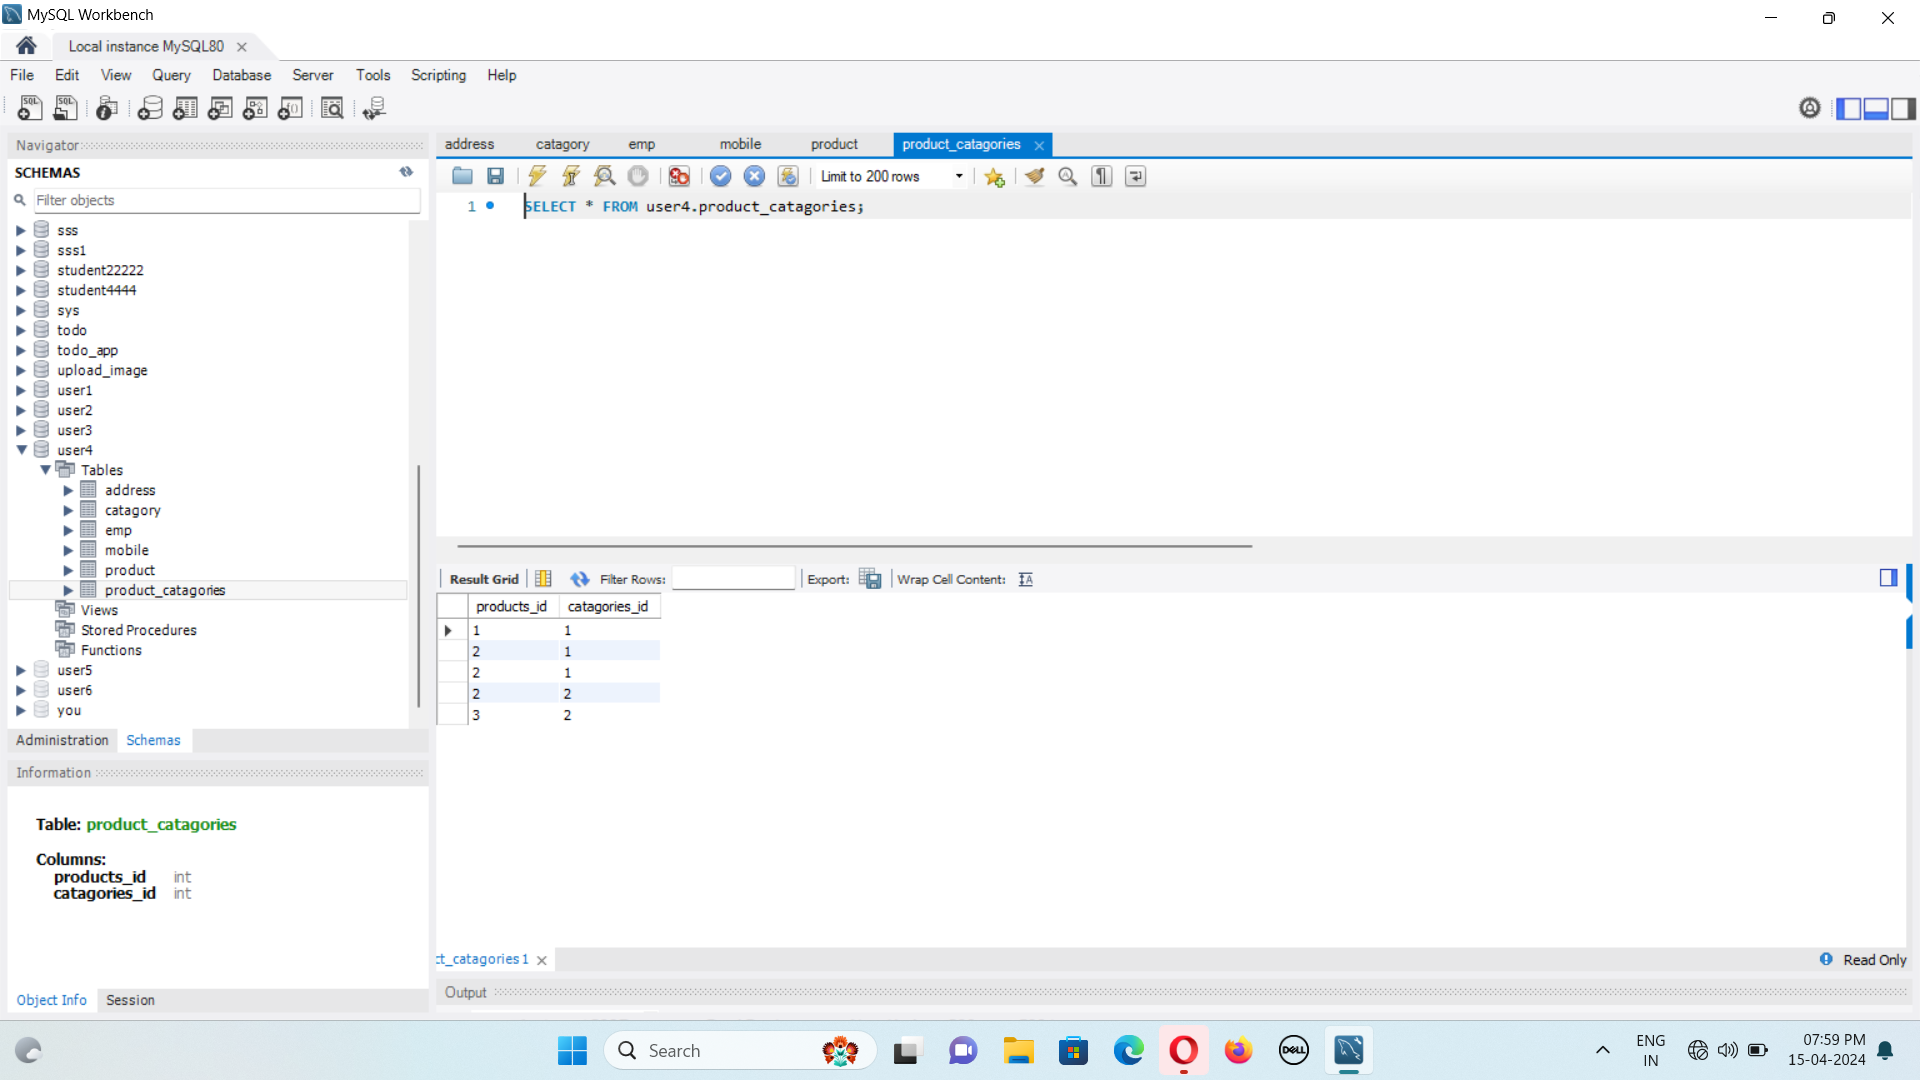 MySQL Workbench
Local instance MySQL80
File Edit View Query Database Server Tools Scripting Help
Navigator
SCHEMAS
Filter objects
sss
sss1
student22222
student4444
sys
todo
todo_app
upload_image
user1
user2
user3
user4
Tables
address
catagory
emp
mobile
product
product_catagories
Views
Stored Procedures
Functions
user5
user6
you
Administration Schemas
Information
Table: product_catagories
Columns:
products_id int
catagories_id int
Object Info Session
address catagory emp mobile product product_catagories
Limit to 200 rows
1 SELECT * FROM user4.product_catagories;
Result Grid Filter Rows: Export: Wrap Cell Content:
products_id catagories_id
1 1
2 1
2 1
2 2
3 2
ct_catagories 1
Read Only
Output
Search
DELL
ENG
IN
07:59 PM
15-04-2024